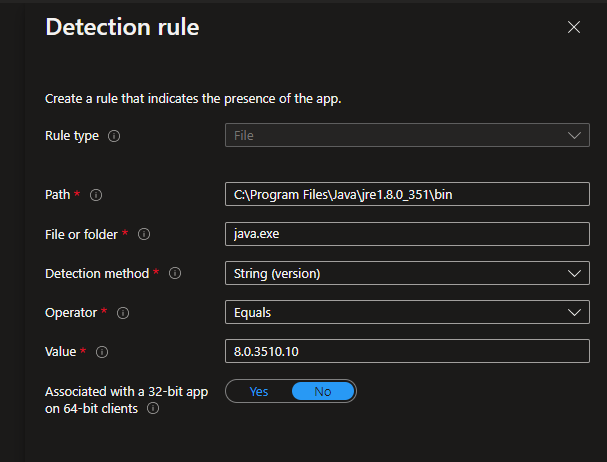 Detection rule
Create a rule that indicates the presence of the app.
Rule type
File
Path *
C:\Program Files\Java\jre1.8.0_351\bin
File or folder *
java.exe
Detection method *
String (version)
Operator *
Equals
Value *
8.0.3510.10
Associated with a 32-bit app
on 64-bit clients
Yes No